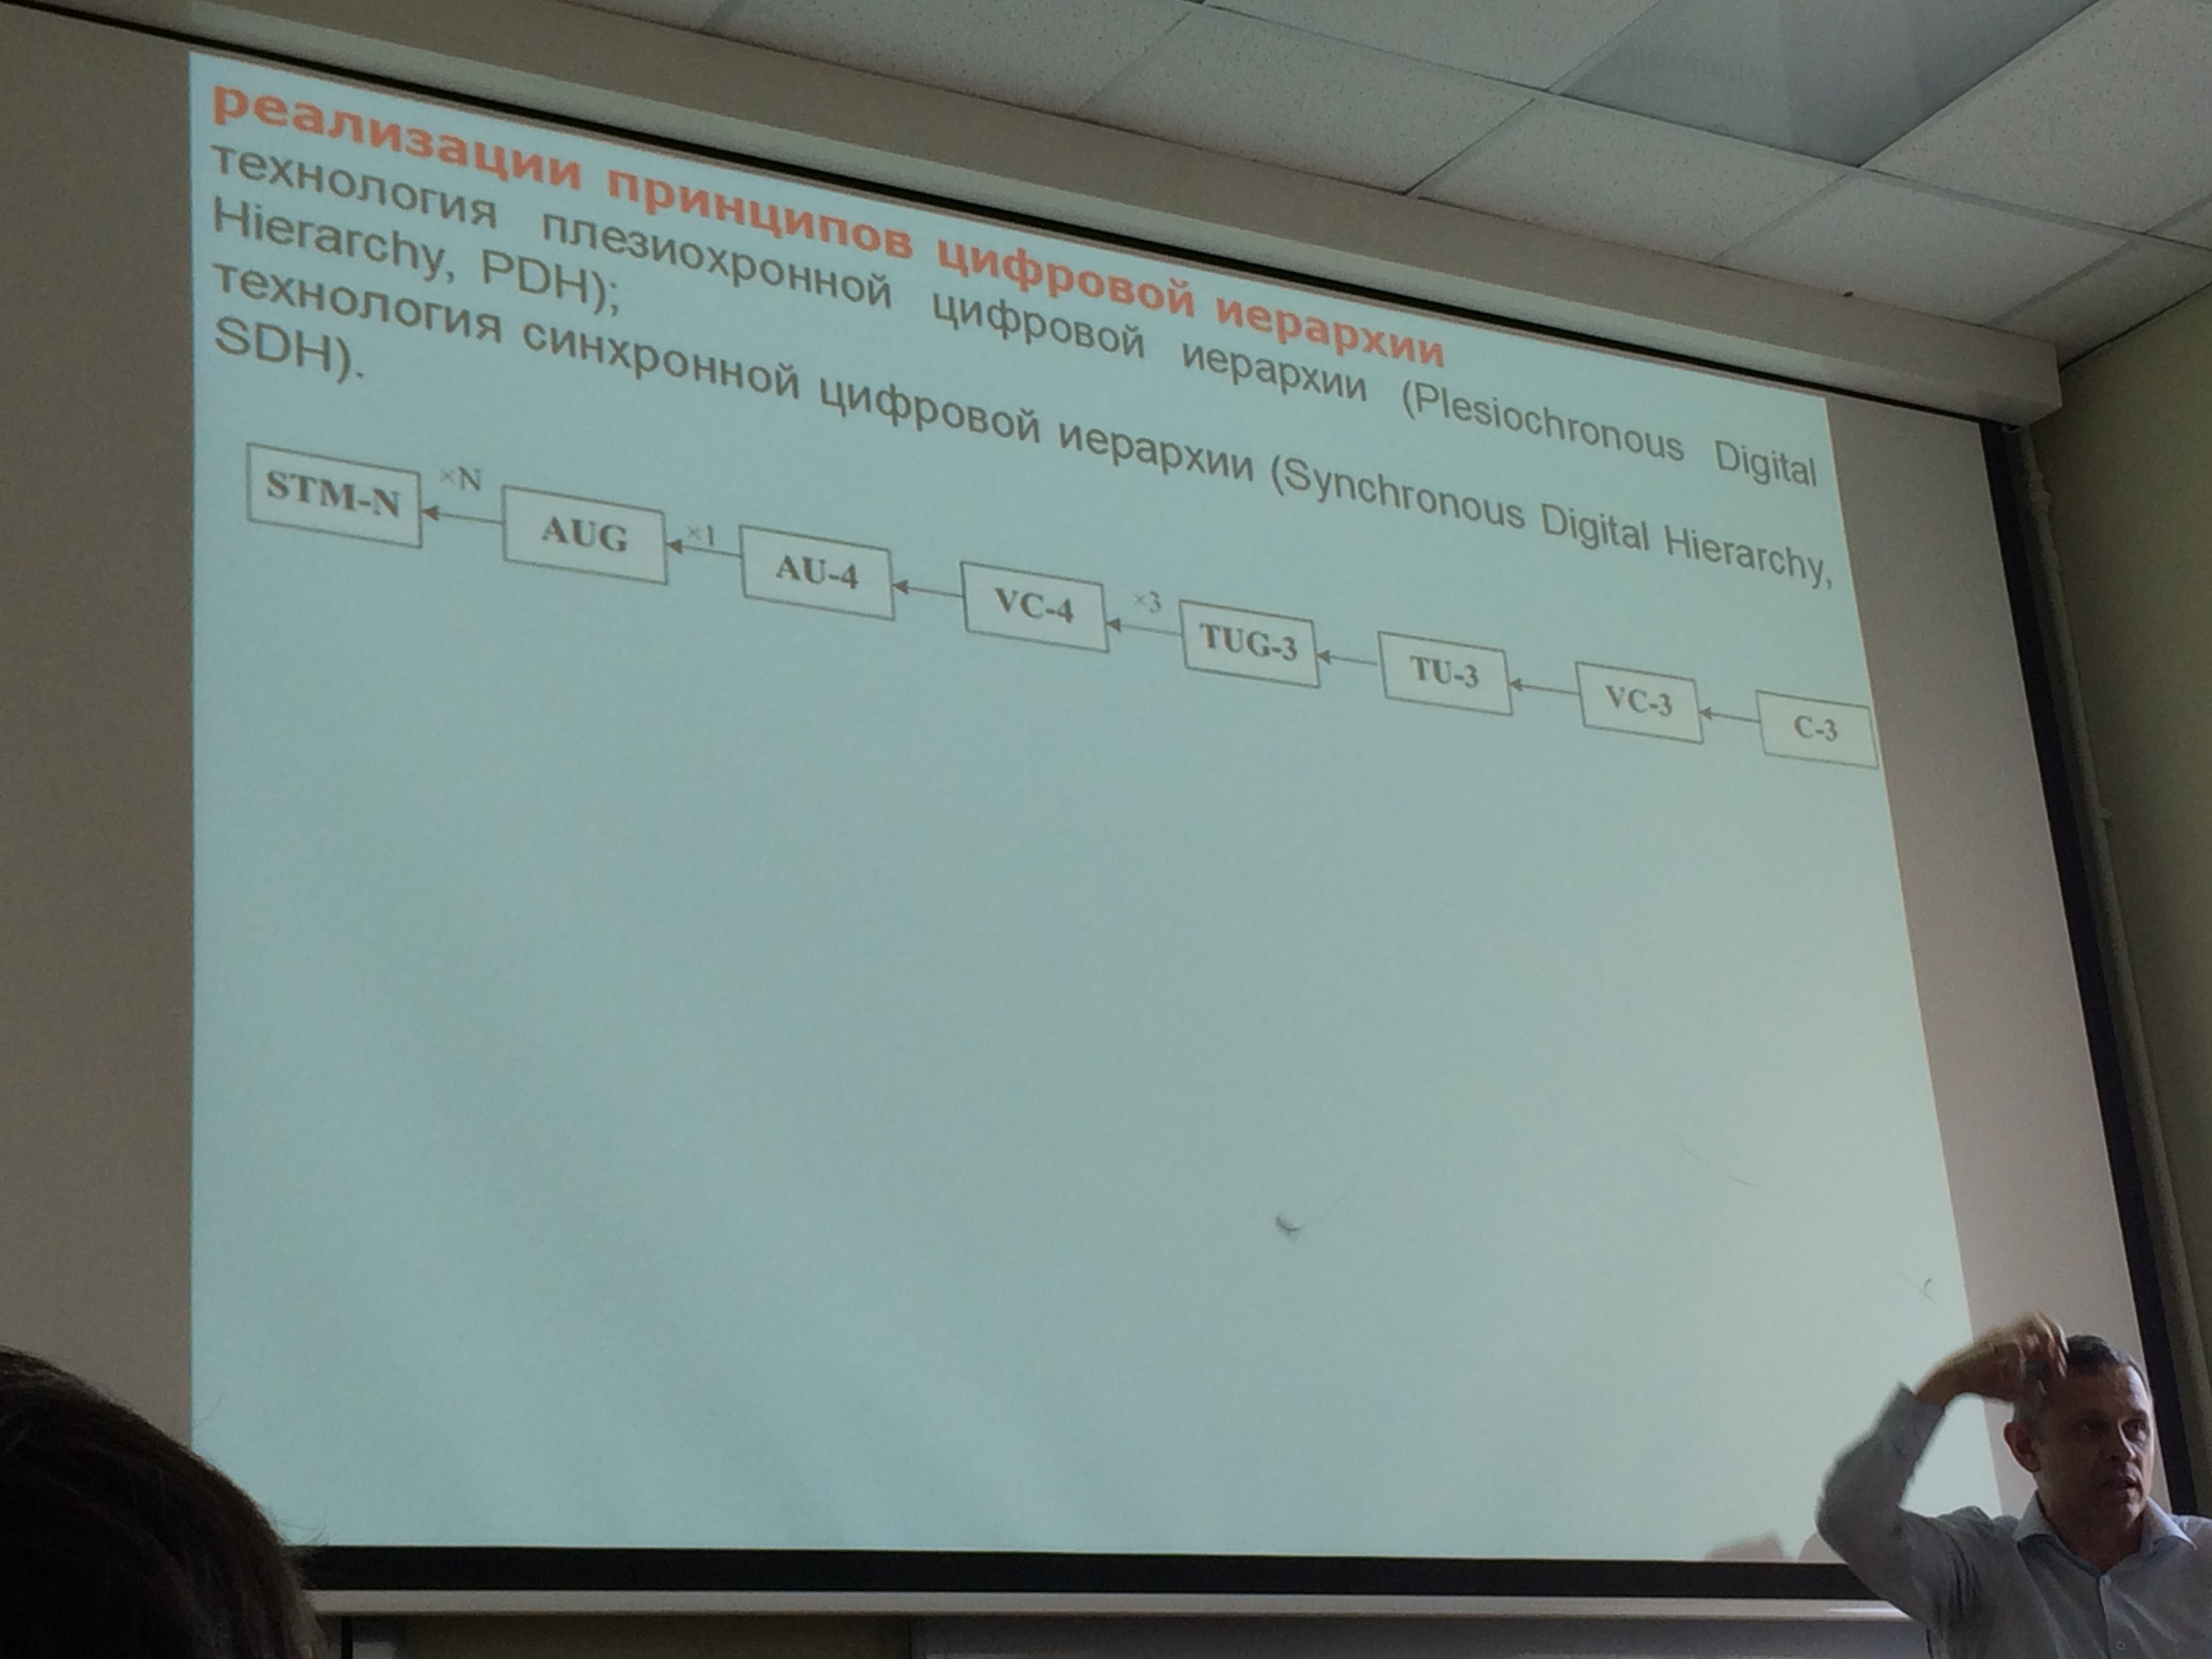 реализации принципов цифровой иерархии
технология плезиохронной цифровой иерархии (Plesiochronous Digital
Hierarchy, PDH);
технология синхронной цифровой иерархии (Synchronous Digital Hierarchy,
SDH).
STM-N ×N AUG ×1 AU-4 VC-4 ×3 TUG-3 TU-3 VC-3 C-3